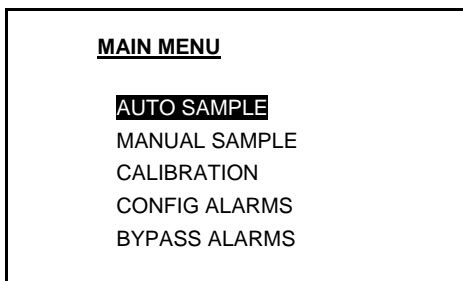 MAIN MENU
AUTO SAMPLE
MANUAL SAMPLE
CALIBRATION
CONFIG ALARMS
BYPASS ALARMS